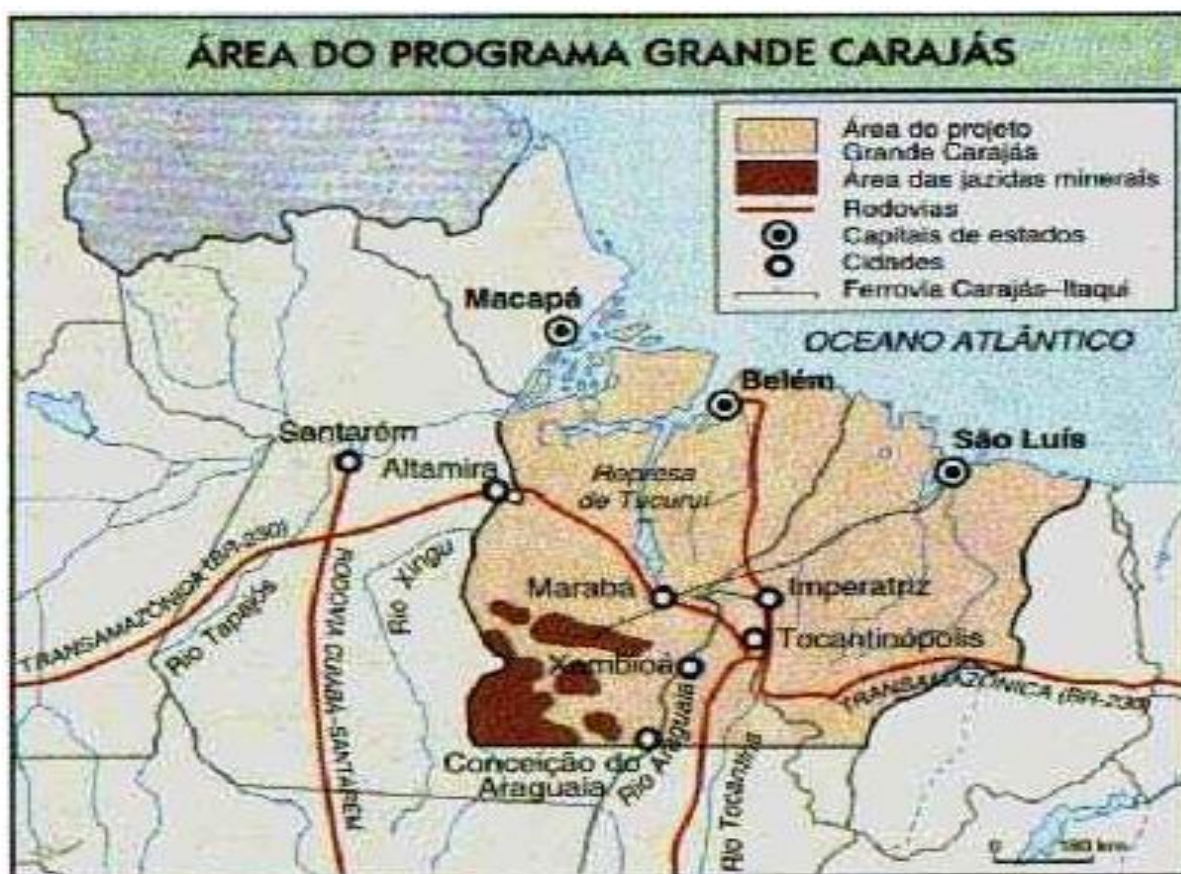 ÁREA DO PROGRAMA GRANDE CARAJÁS
Área do projeto
Grande Carajás
Área das jazidas minerais
Rodovias
Capitais de estados
Cidades
Ferrovia Carajás–Itaqui
Macapá
OCEANO ATLÂNTICO
Belém
Santarém
São Luís
Altamira
Represa
de Tucuruí
TRANSAMAZÔNICA (BR-230)
Rio Tapajós
RODOVIA CUIABÁ-SANTARÉM
Rio Xingu
Marabá
Imperatriz
Tocantinópolis
Xambioá
TRANSAMAZÔNICA (BR-230)
Conceição do
Araguaia
Rio Araguaia
Rio Tocantins
0 180 km